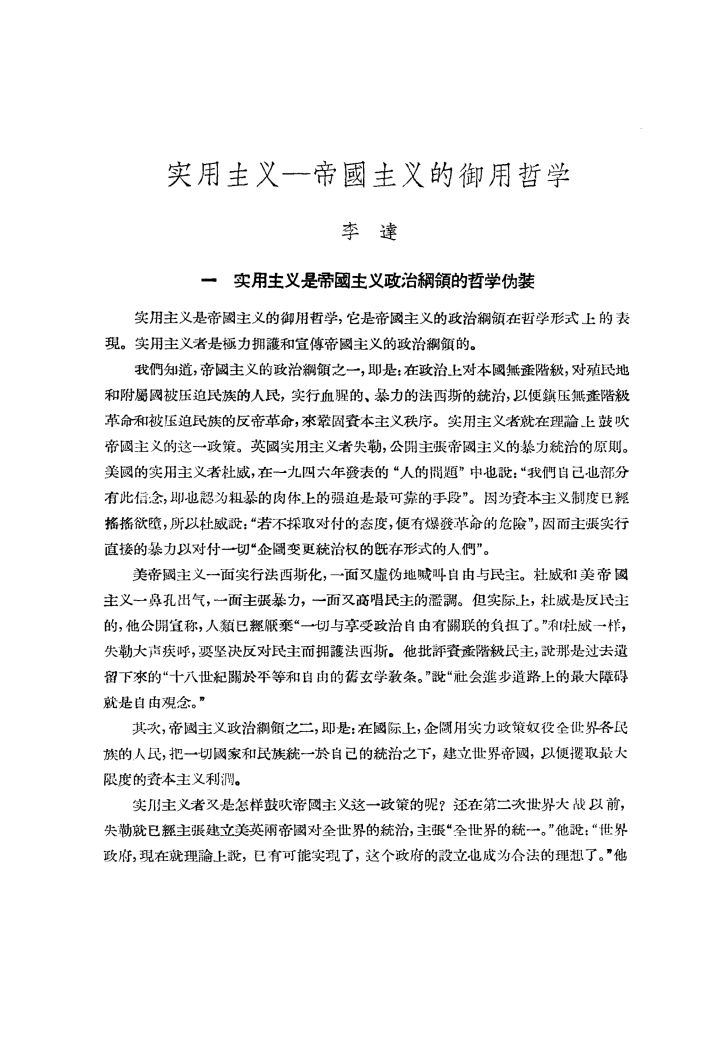 实用主义—帝國主义的御用哲学
李 達
一 实用主义是帝國主义政治綱領的哲学伪裝
实用主义是帝國主义的御用哲学，它是帝國主义的政治綱領在哲学形式上的表
現。实用主义者是極力拥護和宣傳帝國主义的政治綱領的。
我們知道，帝國主义的政治綱領之一，即是：在政治上对本國無產階級，对殖民地
和附屬國被压迫民族的人民，实行血腥的、暴力的法西斯的統治，以便鎮压無產階級
革命和被压迫民族的反帝革命，來鞏固資本主义秩序。实用主义者就在理論上鼓吹
帝國主义的这一政策。英國实用主义者失勒，公開主張帝國主义的暴力統治的原則。
美國的实用主义者杜威，在一九四六年發表的“人的問題”中也說：“我們自己也部分
有此信念，即也認为粗暴的肉体上的强迫是最可靠的手段”。因为資本主义制度已經
搖搖欲墮，所以杜威說：“若不採取对付的态度，便有爆發革命的危險”，因而主張实行
直接的暴力以对付一切“企圖变更統治权的旣存形式的人們”。
美帝國主义一面实行法西斯化，一面又虛伪地喊叫自由与民主。杜威和美帝國
主义一鼻孔出气，一面主張暴力，一面又高唱民主的濫調。但实际上，杜威是反民主
的，他公開宣称，人類已經厭棄“一切与享受政治自由有關联的負担了。”和杜威一样，
失勒大声疾呼，要坚决反对民主而拥護法西斯。他批評資產階級民主，說那是过去遺
留下來的“十八世紀關於平等和自由的舊玄学教条。”說“社会進步道路上的最大障碍
就是自由观念。”
其次，帝國主义政治綱領之二，即是：在國际上，企圖用实力政策奴役全世界各民
族的人民，把一切國家和民族統一於自己的統治之下，建立世界帝國，以便攫取最大
限度的資本主义利潤。
实用主义者又是怎样鼓吹帝國主义这一政策的呢？还在第二次世界大战以前，
失勒就已經主張建立美英兩帝國对全世界的統治，主張“全世界的統一。”他說：“世界
政府，現在就理論上說，已有可能实現了，这个政府的設立也成为合法的理想了。”他